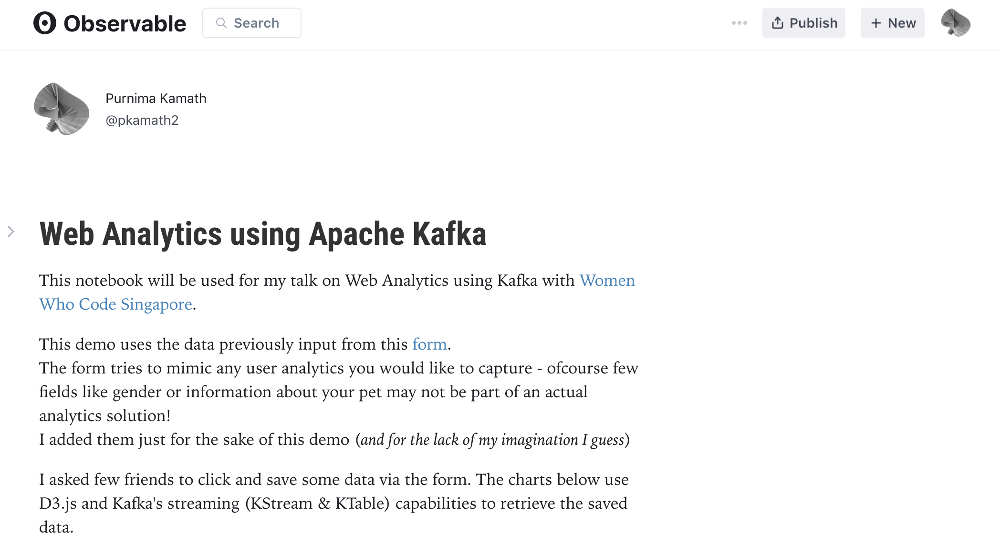 Observable
Search
Publish
+ New
Purnima Kamath
@pkamath2
Web Analytics using Apache Kafka
This notebook will be used for my talk on Web Analytics using Kafka with Women
Who Code Singapore.
This demo uses the data previously input from this form.
The form tries to mimic any user analytics you would like to capture - ofcourse few
fields like gender or information about your pet may not be part of an actual
analytics solution!
I added them just for the sake of this demo (and for the lack of my imagination I guess)
I asked few friends to click and save some data via the form. The charts below use
D3.js and Kafka's streaming (KStream & KTable) capabilities to retrieve the saved
data.